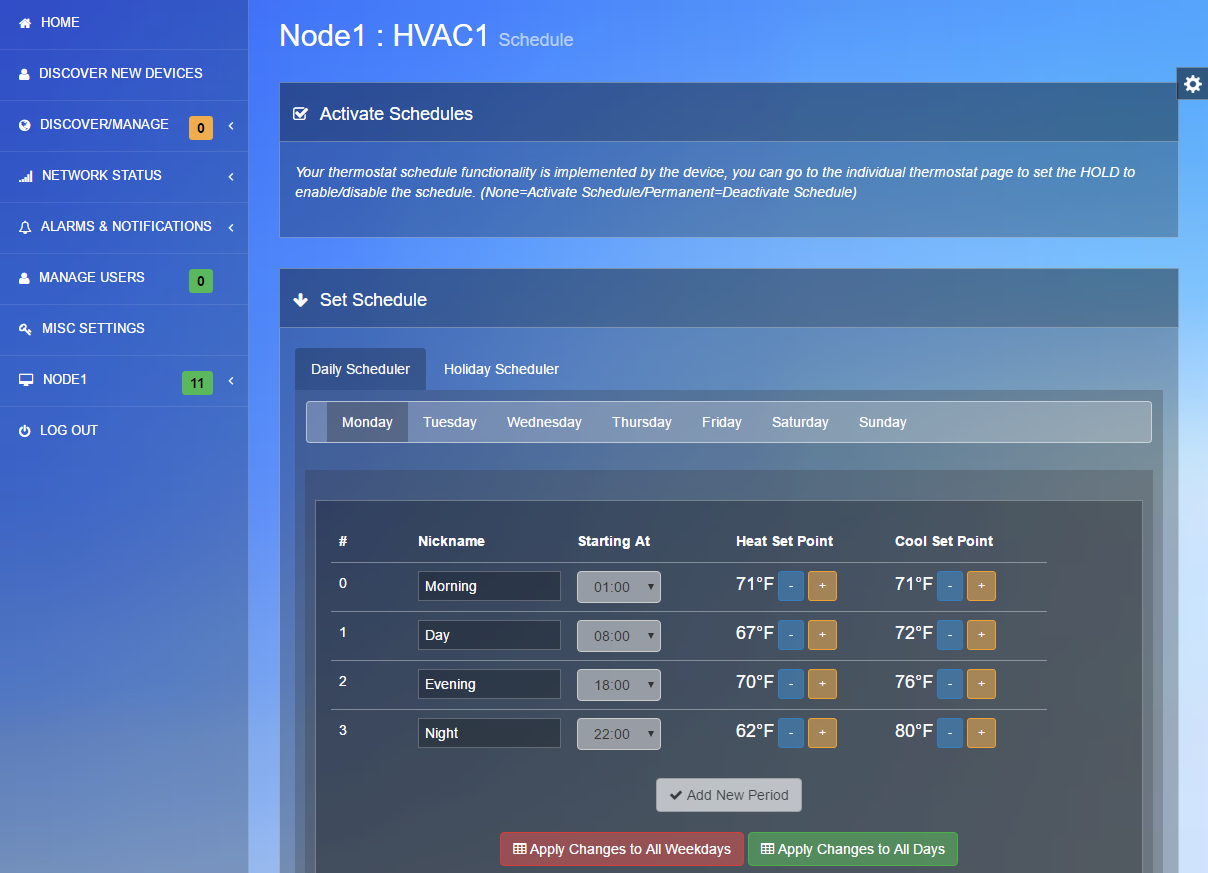 HOME
DISCOVER NEW DEVICES
DISCOVER/MANAGE 0
NETWORK STATUS
ALARMS & NOTIFICATIONS
MANAGE USERS 0
MISC SETTINGS
NODE1 11
LOG OUT
Node1 : HVAC1 Schedule
Activate Schedules
Your thermostat schedule functionality is implemented by the device, you can go to the individual thermostat page to set the HOLD to
enable/disable the schedule. (None=Activate Schedule/Permanent=Deactivate Schedule)
Set Schedule
Daily Scheduler Holiday Scheduler
Monday Tuesday Wednesday Thursday Friday Saturday Sunday
# Nickname Starting At Heat Set Point Cool Set Point
0 Morning 01:00 71°F - + 71°F - +
1 Day 08:00 67°F - + 72°F - +
2 Evening 18:00 70°F - + 76°F - +
3 Night 22:00 62°F - + 80°F - +
Add New Period
Apply Changes to All Weekdays Apply Changes to All Days